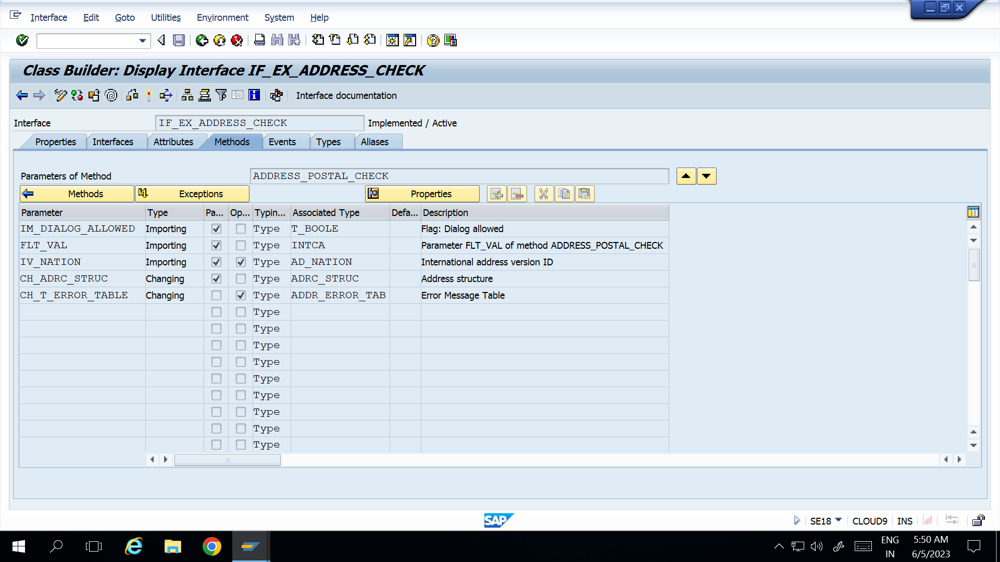 Interface Edit Goto Utilities Environment System Help
Class Builder: Display Interface IF_EX_ADDRESS_CHECK
Interface documentation
Interface IF_EX_ADDRESS_CHECK Implemented / Active
Properties Interfaces Attributes Methods Events Types Aliases
Parameters of Method ADDRESS_POSTAL_CHECK
Methods Exceptions Properties
Parameter Type Pa... Op... Typin... Associated Type Defa... Description
IM_DIALOG_ALLOWED Importing Type T_BOOLE Flag: Dialog allowed
FLT_VAL Importing Type INTCA Parameter FLT_VAL of method ADDRESS_POSTAL_CHECK
IV_NATION Importing Type AD_NATION International address version ID
CH_ADRC_STRUC Changing Type ADRC_STRUC Address structure
CH_T_ERROR_TABLE Changing Type ADDR_ERROR_TAB Error Message Table
Type
Type
Type
Type
Type
Type
Type
Type
Type
SAP SE18 CLOUD9 INS
ENG 5:50 AM
IN 6/5/2023